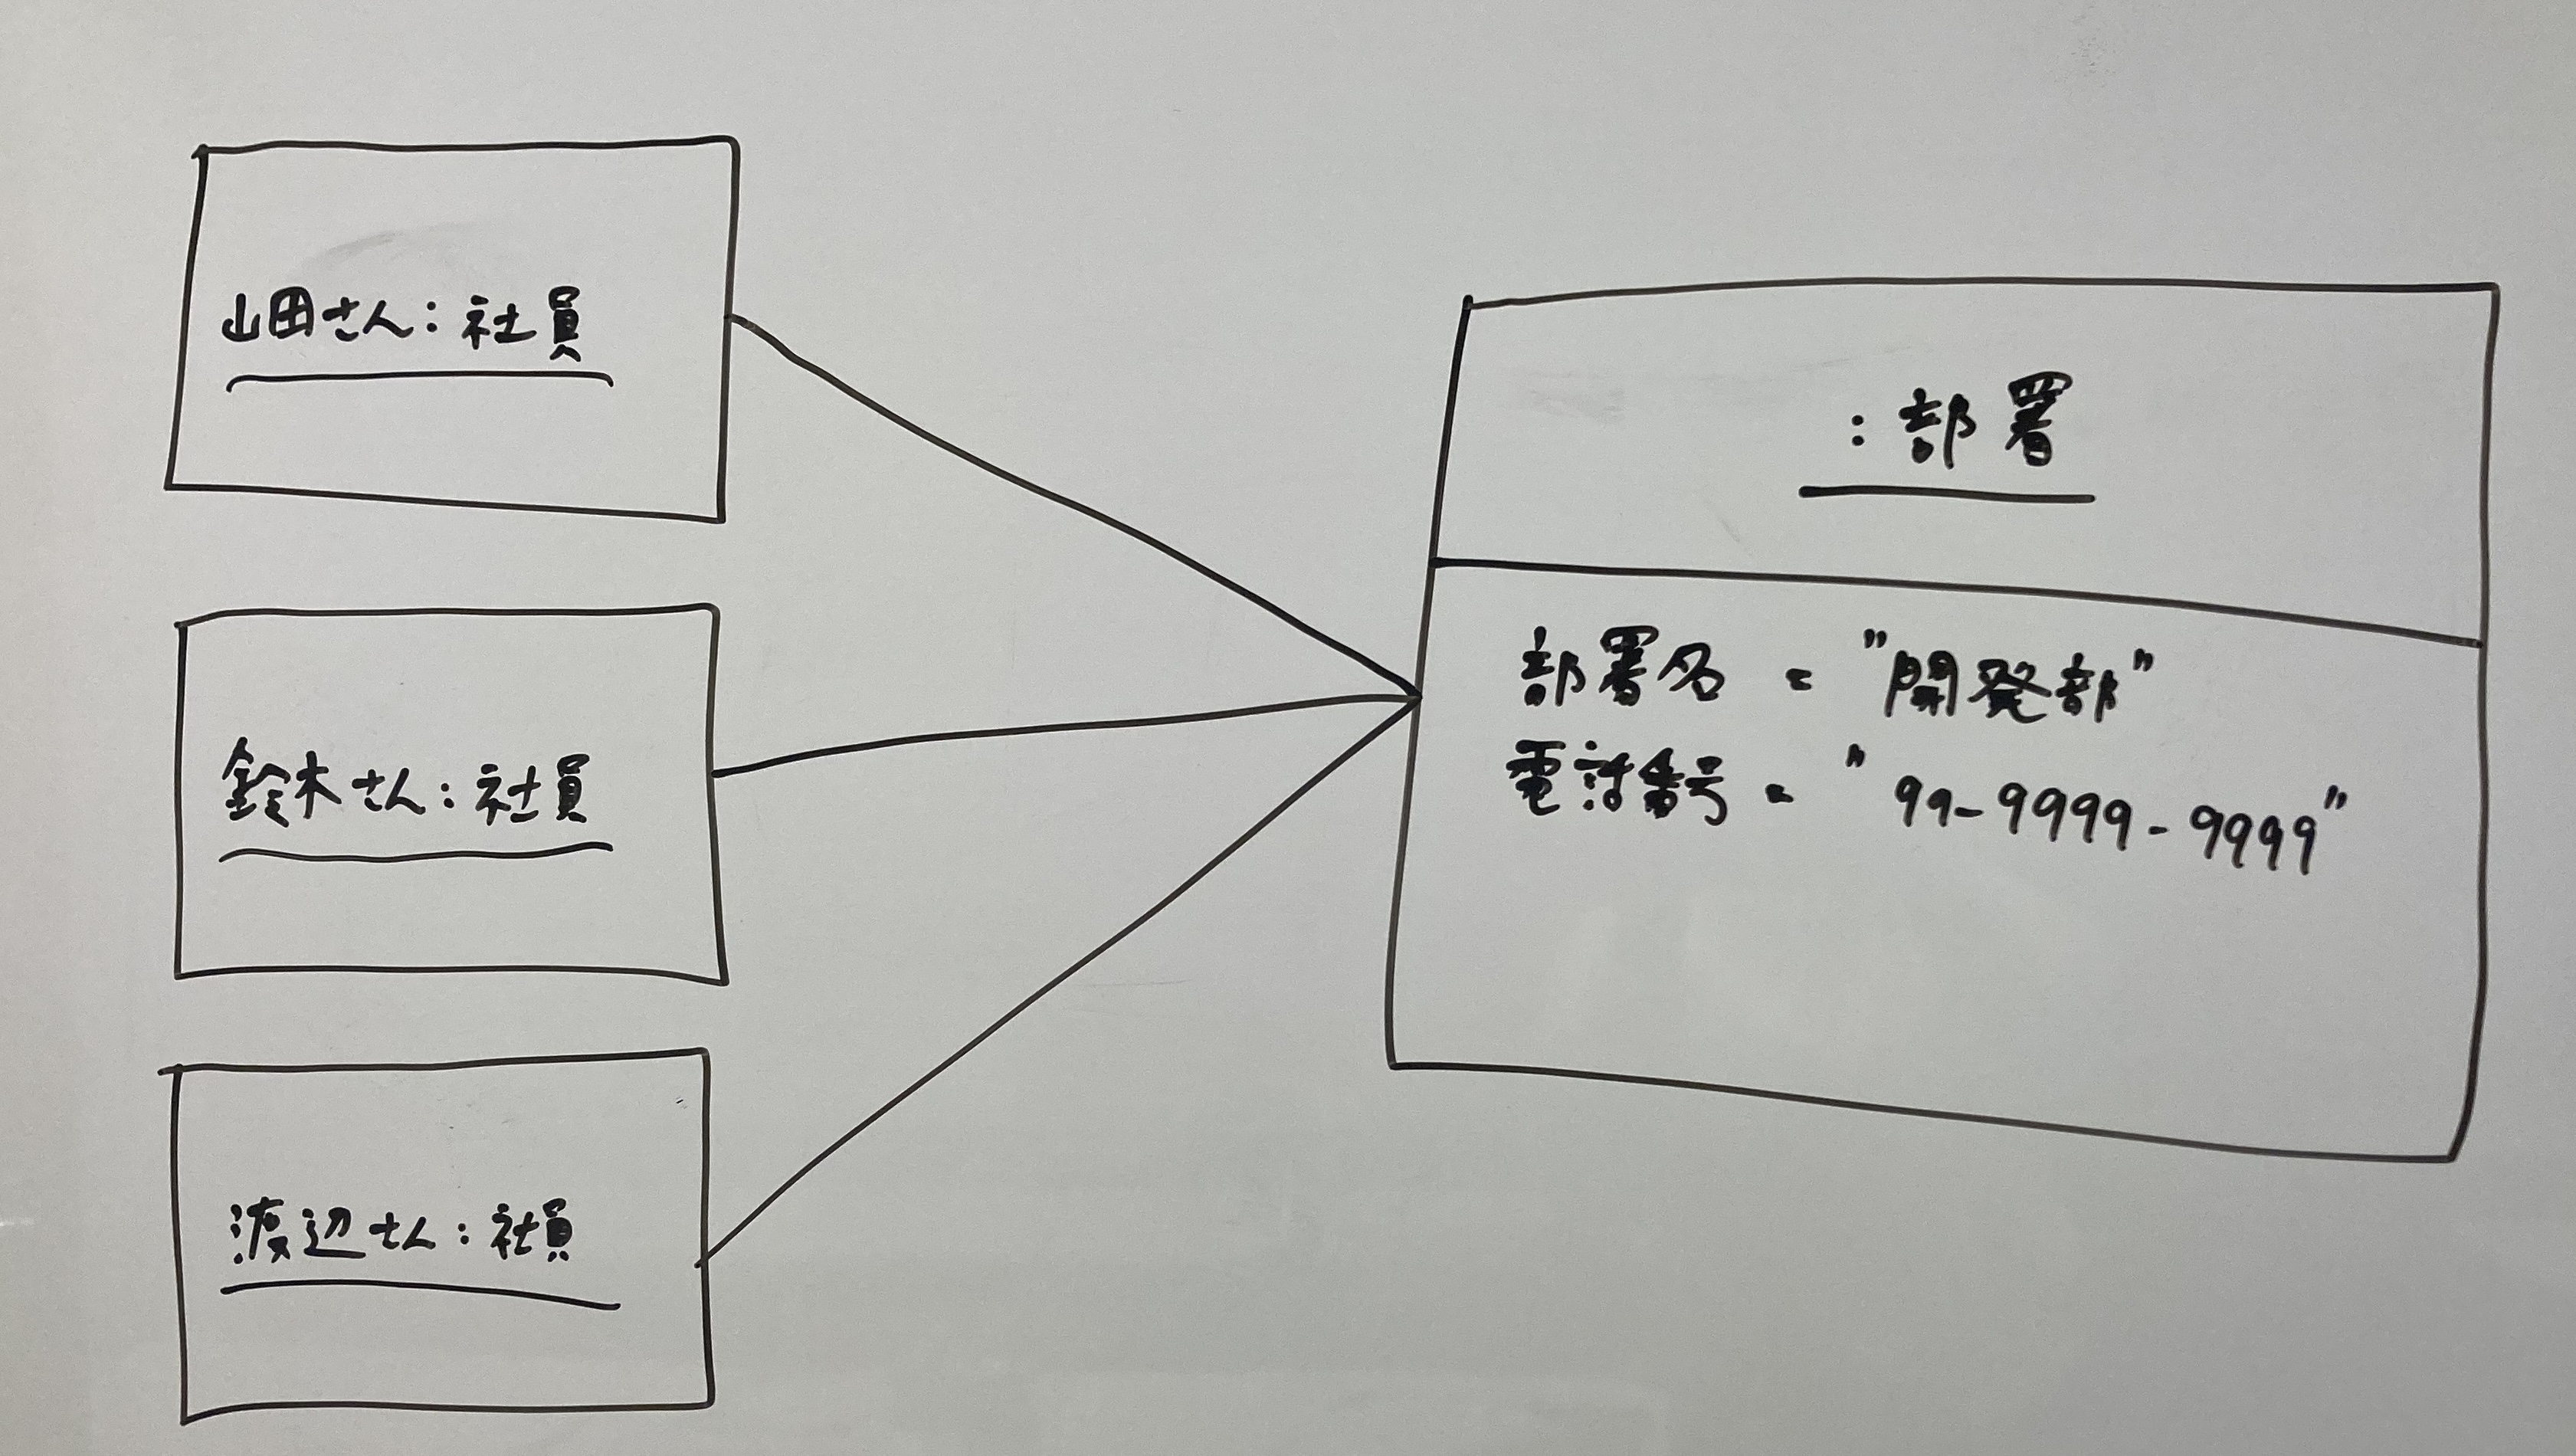 山田さん:社員
鈴木さん:社員
渡辺さん:社員
:部署
部署名 = "開発部"
電話番号 = "99-9999-9999"